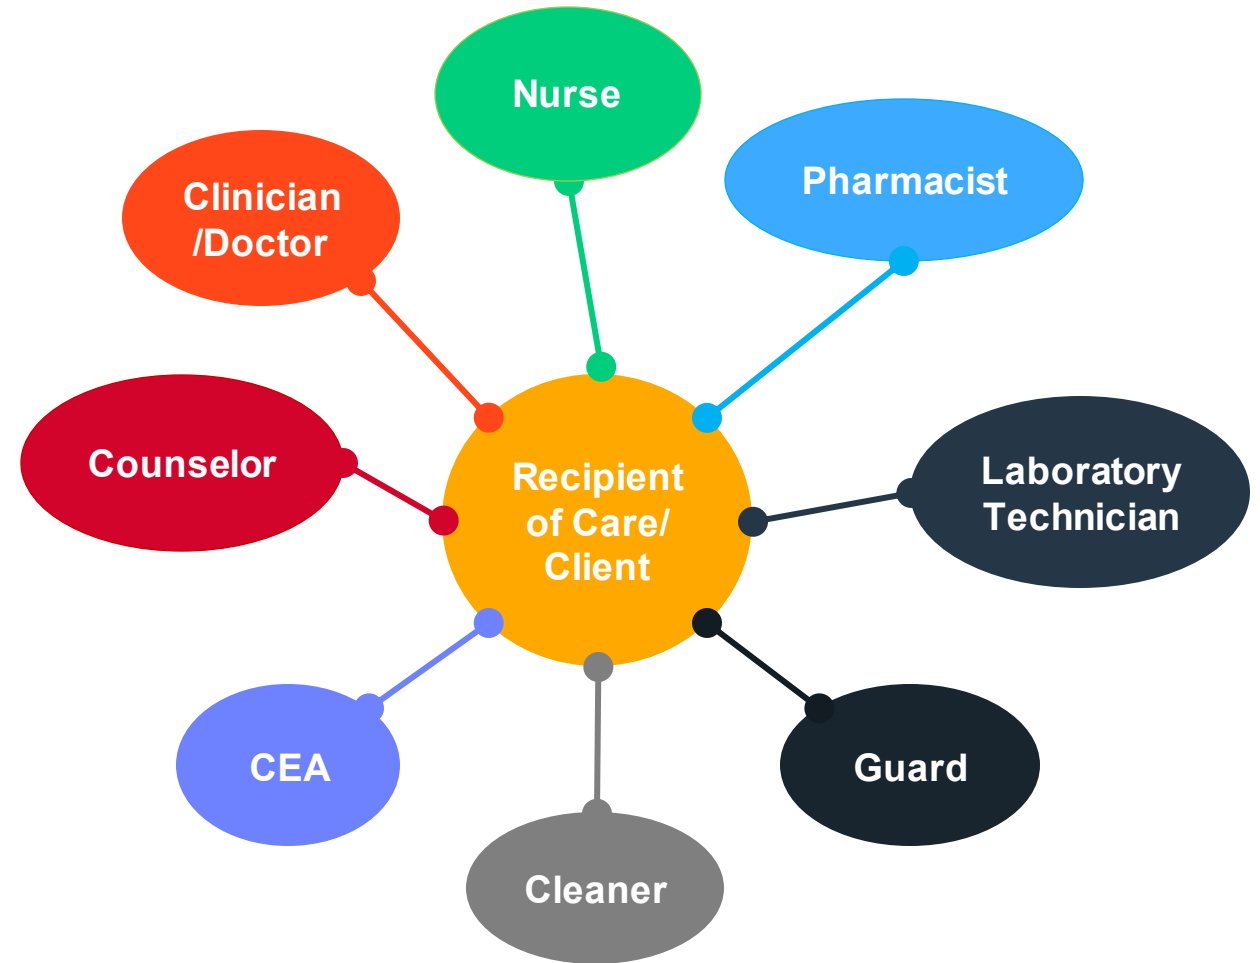 Nurse
Pharmacist
Clinician
/Doctor
Counselor
Recipient
of Care/
Client
Laboratory
Technician
CEA
Guard
Cleaner